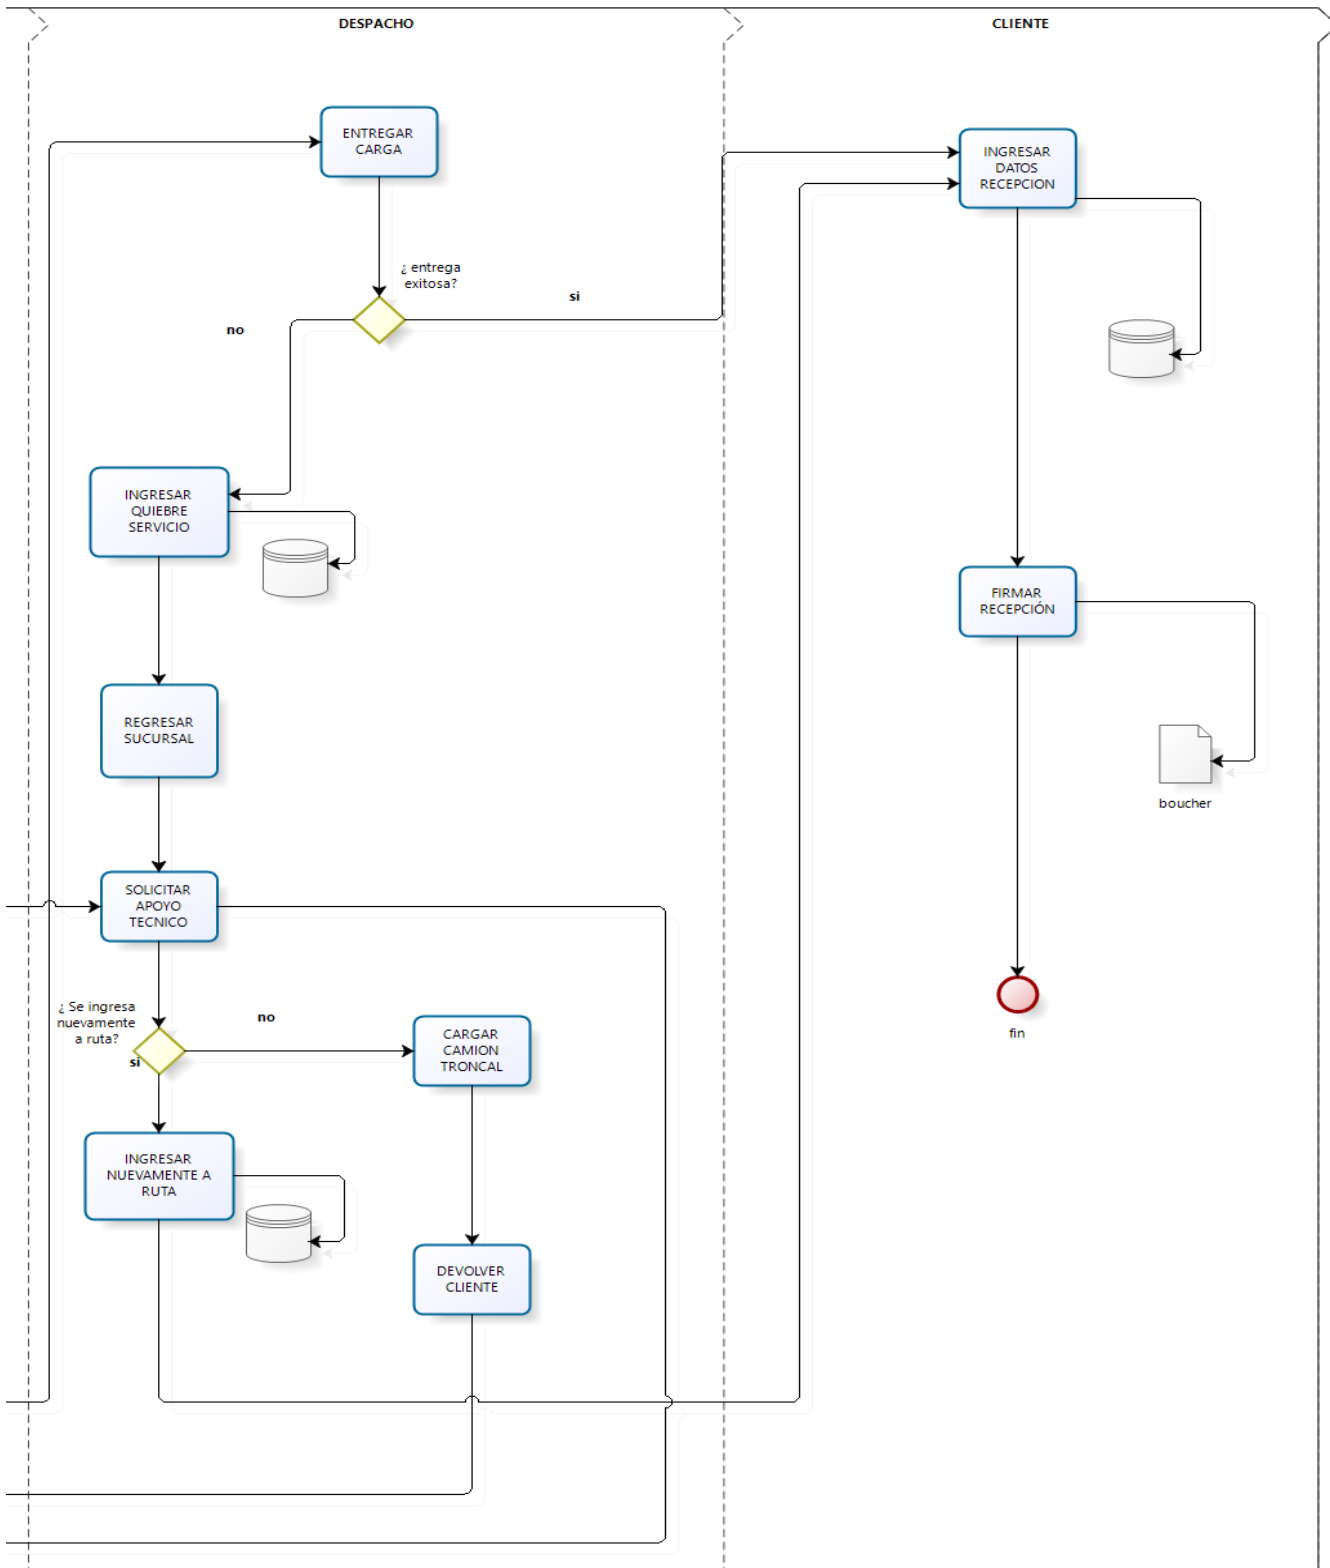 DESPACHO
CLIENTE
ENTREGAR
CARGA
INGRESAR
DATOS
RECEPCION
¿ entrega
exitosa?
si
no
INGRESAR
QUIEBRE
SERVICIO
FIRMAR
RECEPCIÓN
REGRESAR
SUCURSAL
boucher
SOLICITAR
APOYO
TECNICO
¿ Se ingresa
nuevamente
a ruta?
si
no
CARGAR
CAMION
TRONCAL
fin
INGRESAR
NUEVAMENTE A
RUTA
DEVOLVER
CLIENTE